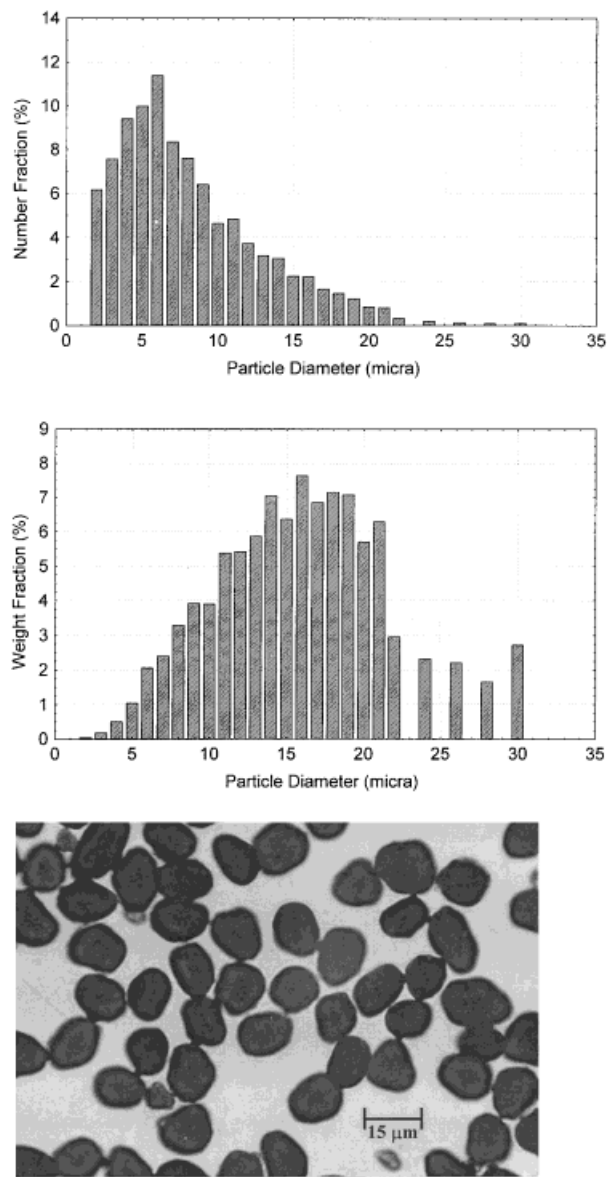 14
12
10
8
6
4
2
0
Number Fraction (%)
0 5 10 15 20 25 30 35
Particle Diameter (micra)
9
8
7
6
5
4
3
2
1
0
Weight Fraction (%)
0 5 10 15 20 25 30 35
Particle Diameter (micra)
15 μm